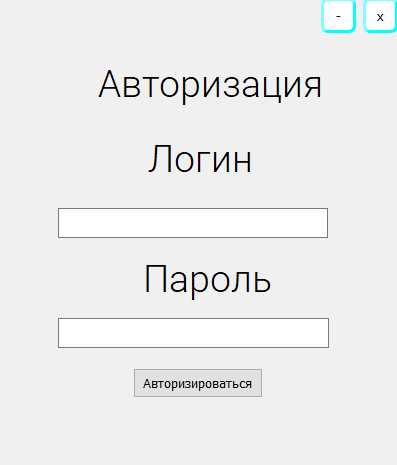 - x
Авторизация
Логин
Пароль
Авторизироваться